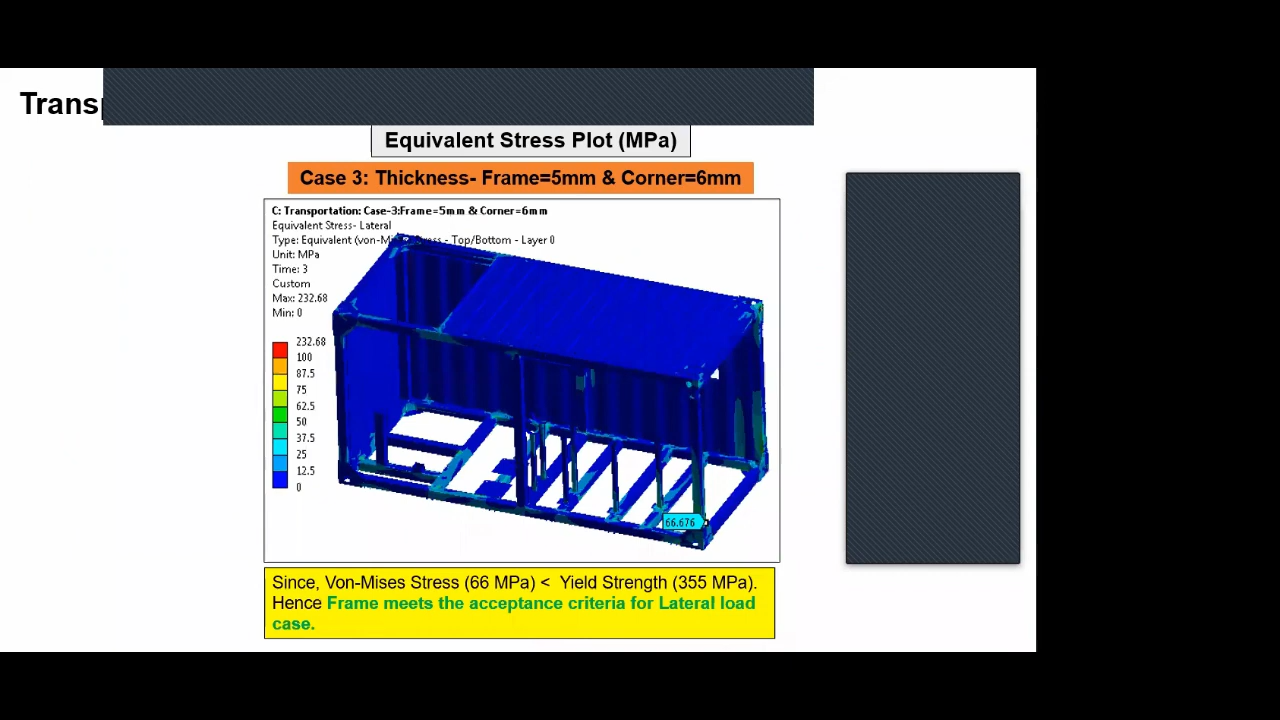 Trans
Equivalent Stress Plot (MPa)
Case 3: Thickness- Frame=5mm & Corner=6mm
C: Transportation: Case-3:Frame=5mm & Corner=6mm
Equivalent Stress- Lateral
Type: Equivalent (von-M - Top/Bottom - Layer 0
Unit: MPa
Time: 3
Custom
Max: 232.68
Min: 0
232.68
100
87.5
75
62.5
50
37.5
25
12.5
0
66.676
Since, Von-Mises Stress (66 MPa) < Yield Strength (355 MPa).
Hence Frame meets the acceptance criteria for Lateral load
case.